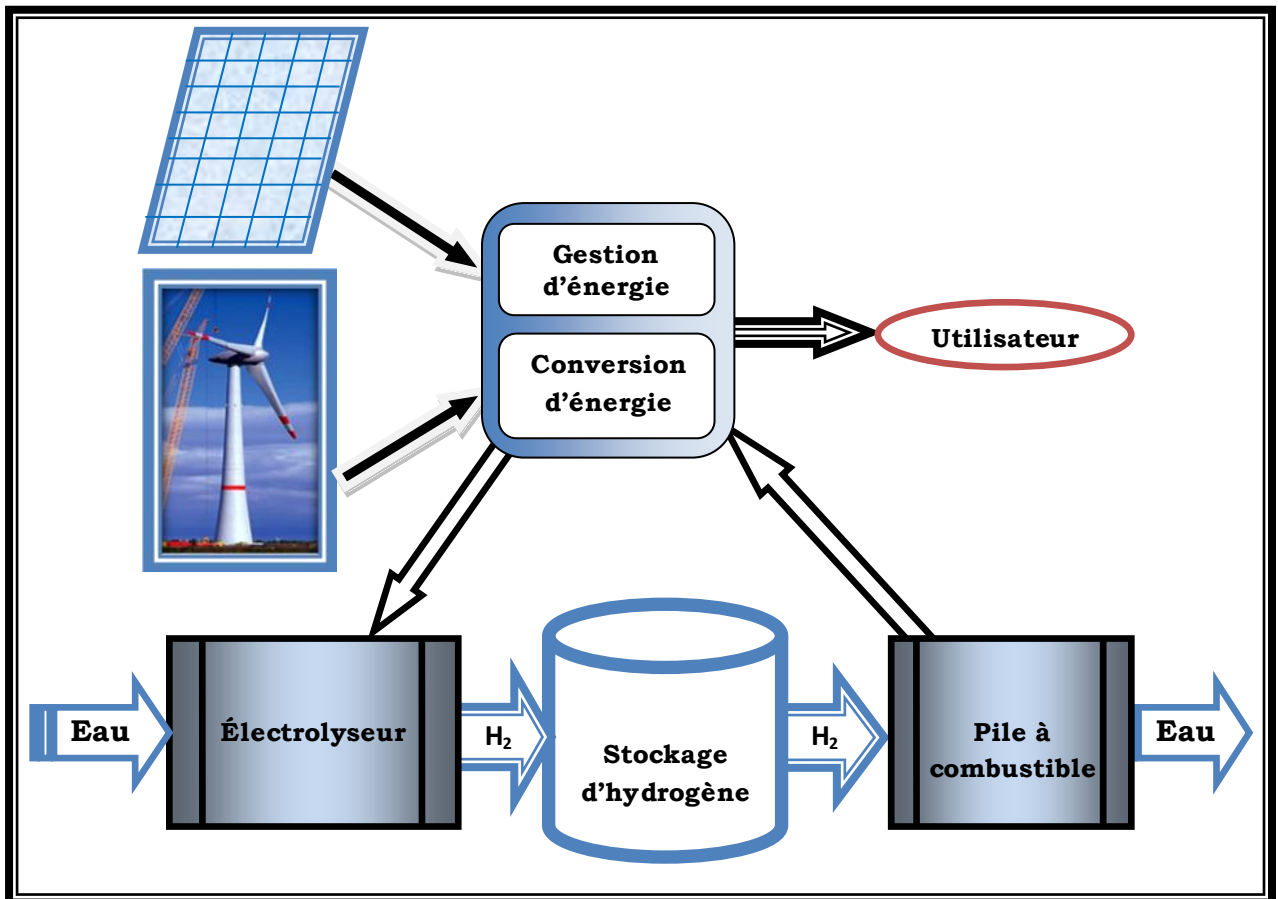 Gestion
d’énergie
Conversion
d’énergie
Utilisateur
Eau
Électrolyseur
H₂
Stockage
d’hydrogène
H₂
Pile à
combustible
Eau